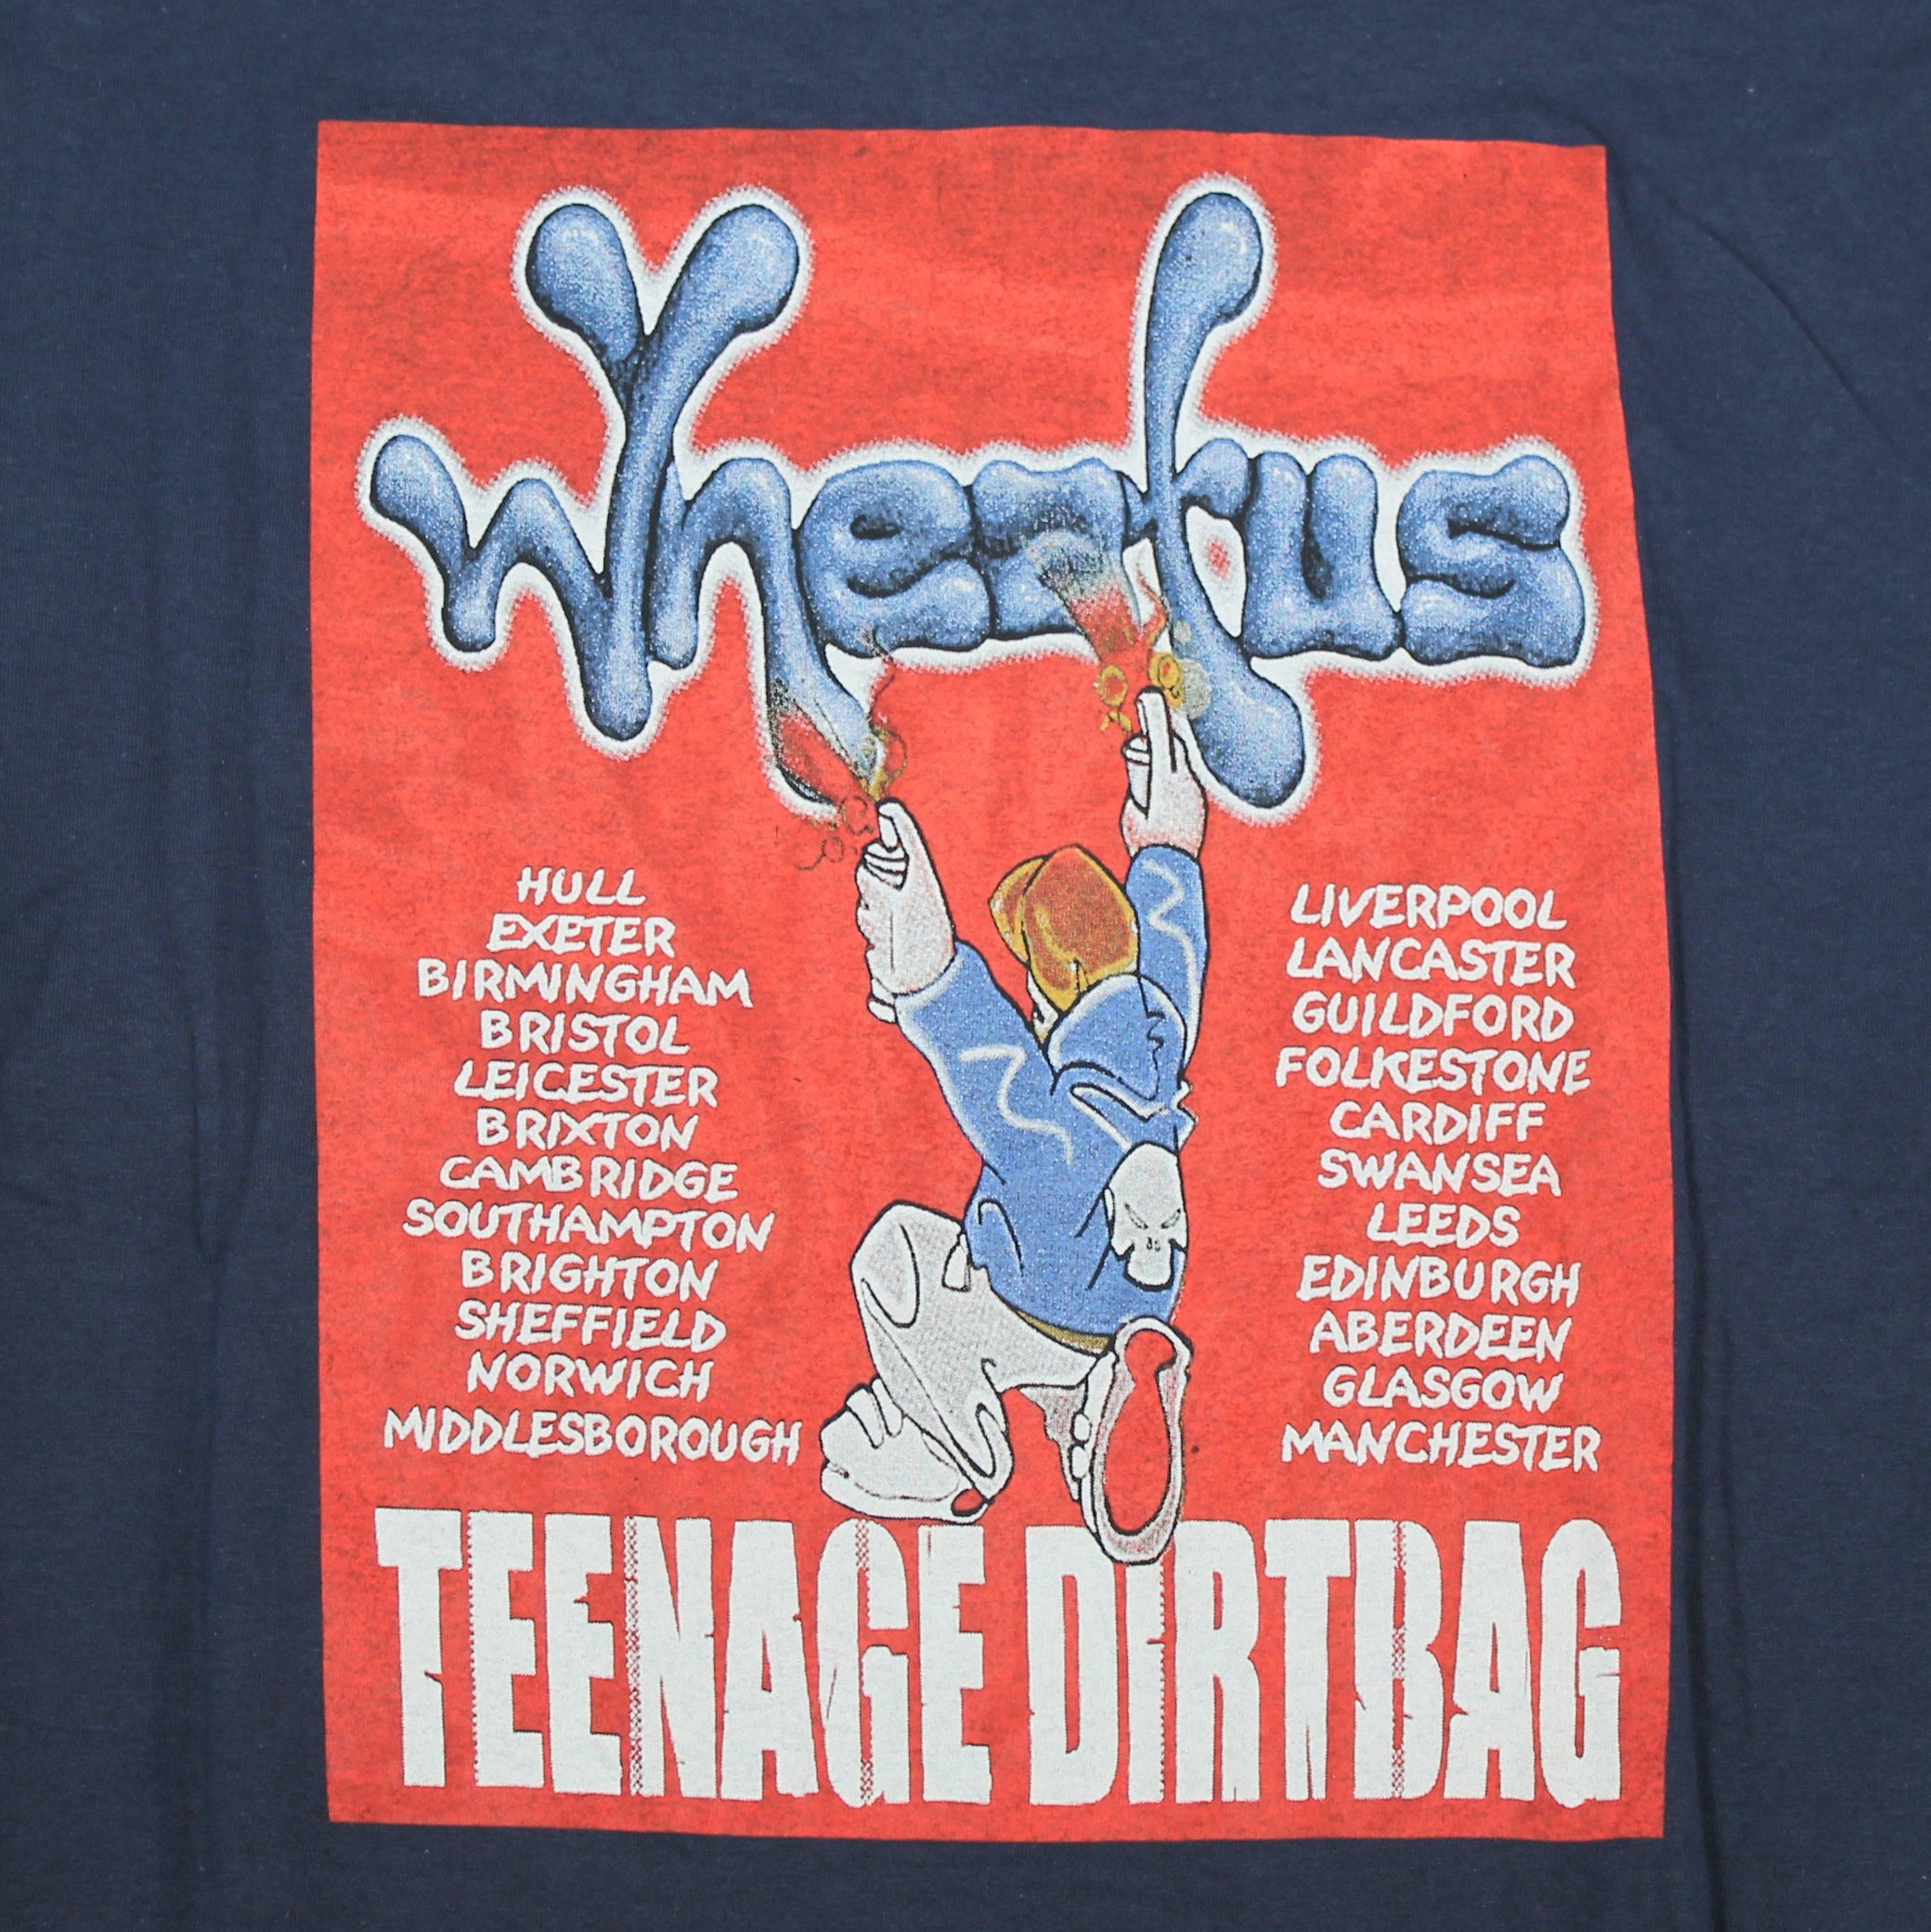 Wheatus
HULL
EXETER
BIRMINGHAM
BRISTOL
LEICESTER
BRIXTON
CAMBRIDGE
SOUTHAMPTON
BRIGHTON
SHEFFIELD
NORWICH
MIDDLESBOROUGH
LIVERPOOL
LANCASTER
GUILDFORD
FOLKESTONE
CARDIFF
SWANSEA
LEEDS
EDINBURGH
ABERDEEN
GLASGOW
MANCHESTER
TEENAGE DIRTBAG